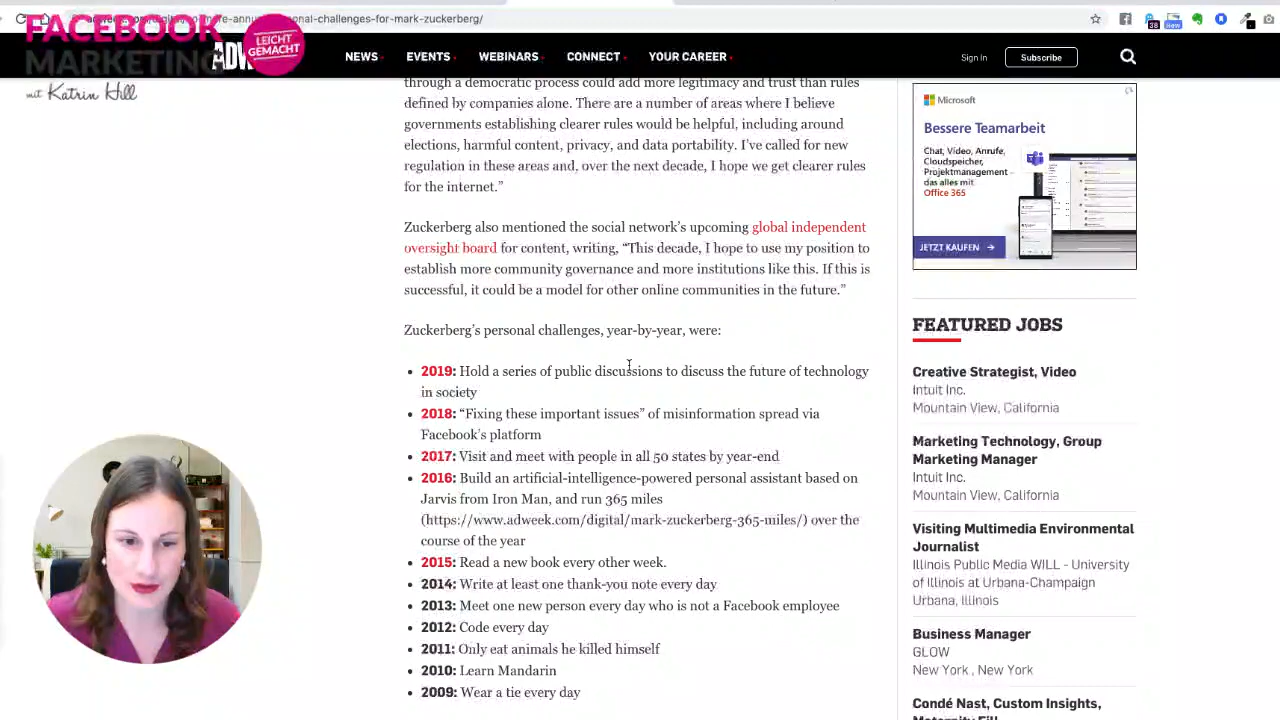 adweek.com/digital/no-more-annual-personal-challenges-for-mark-zuckerberg/
FACEBOOK
MARKETING
LEICHT
GEMACHT
mit Katrin Hill
ADW
NEWS
EVENTS
WEBINARS
CONNECT
YOUR CAREER
Sign In
Subscribe
38
New
through a democratic process could add more legitimacy and trust than rules
defined by companies alone. There are a number of areas where I believe
governments establishing clearer rules would be helpful, including around
elections, harmful content, privacy, and data portability. I've called for new
regulation in these areas and, over the next decade, I hope we get clearer rules
for the internet.”
Zuckerberg also mentioned the social network's upcoming global independent
oversight board for content, writing, “This decade, I hope to use my position to
establish more community governance and more institutions like this. If this is
successful, it could be a model for other online communities in the future.”
Zuckerberg's personal challenges, year-by-year, were:
• 2019: Hold a series of public discussions to discuss the future of technology
in society
• 2018: “Fixing these important issues” of misinformation spread via
Facebook's platform
• 2017: Visit and meet with people in all 50 states by year-end
• 2016: Build an artificial-intelligence-powered personal assistant based on
Jarvis from Iron Man, and run 365 miles
(https://www.adweek.com/digital/mark-zuckerberg-365-miles/) over the
course of the year
• 2015: Read a new book every other week.
• 2014: Write at least one thank-you note every day
• 2013: Meet one new person every day who is not a Facebook employee
• 2012: Code every day
• 2011: Only eat animals he killed himself
• 2010: Learn Mandarin
• 2009: Wear a tie every day
Microsoft
Bessere Teamarbeit
Chat, Video, Anrufe,
Cloudspeicher,
Projektmanagement
das alles mit
Office 365
JETZT KAUFEN →
FEATURED JOBS
Creative Strategist, Video
Intuit Inc.
Mountain View, California
Marketing Technology, Group
Marketing Manager
Intuit Inc.
Mountain View, California
Visiting Multimedia Environmental
Journalist
Illinois Public Media WILL - University
of Illinois at Urbana-Champaign
Urbana, Illinois
Business Manager
GLOW
New York , New York
Condé Nast, Custom Insights,